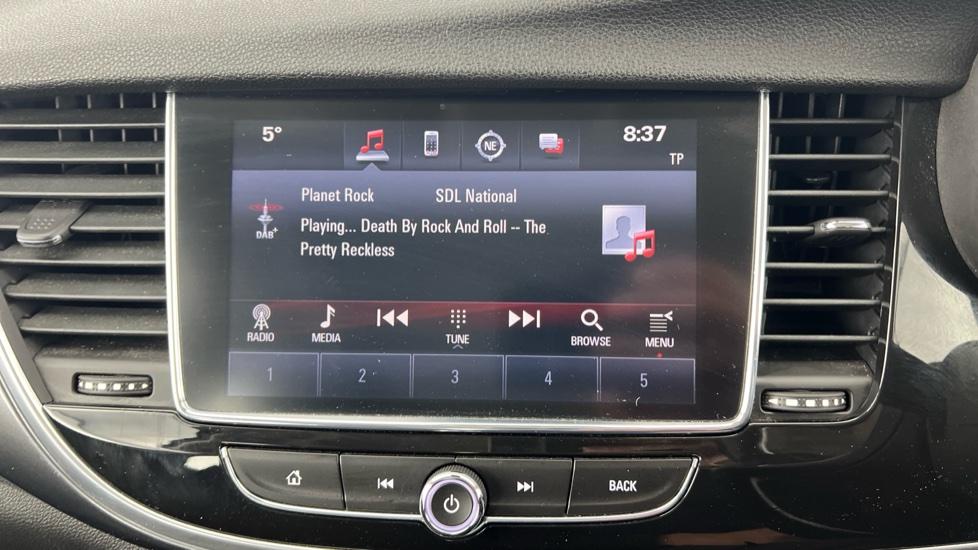 5° NE 8:37
TP
Planet Rock SDL National
DAB+
Playing... Death By Rock And Roll -- The
Pretty Reckless
RADIO MEDIA TUNE BROWSE MENU
1 2 3 4 5
BACK